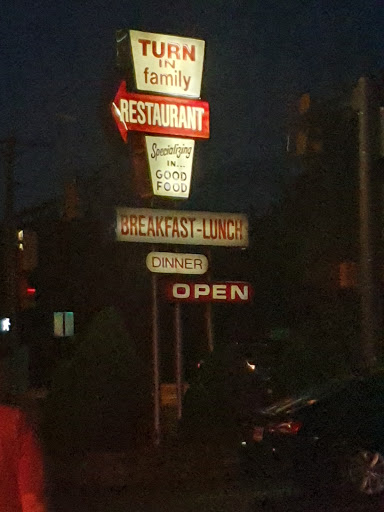 TURN
IN
family
RESTAURANT
Specializing
IN...
GOOD
FOOD
BREAKFAST-LUNCH
DINNER
OPEN